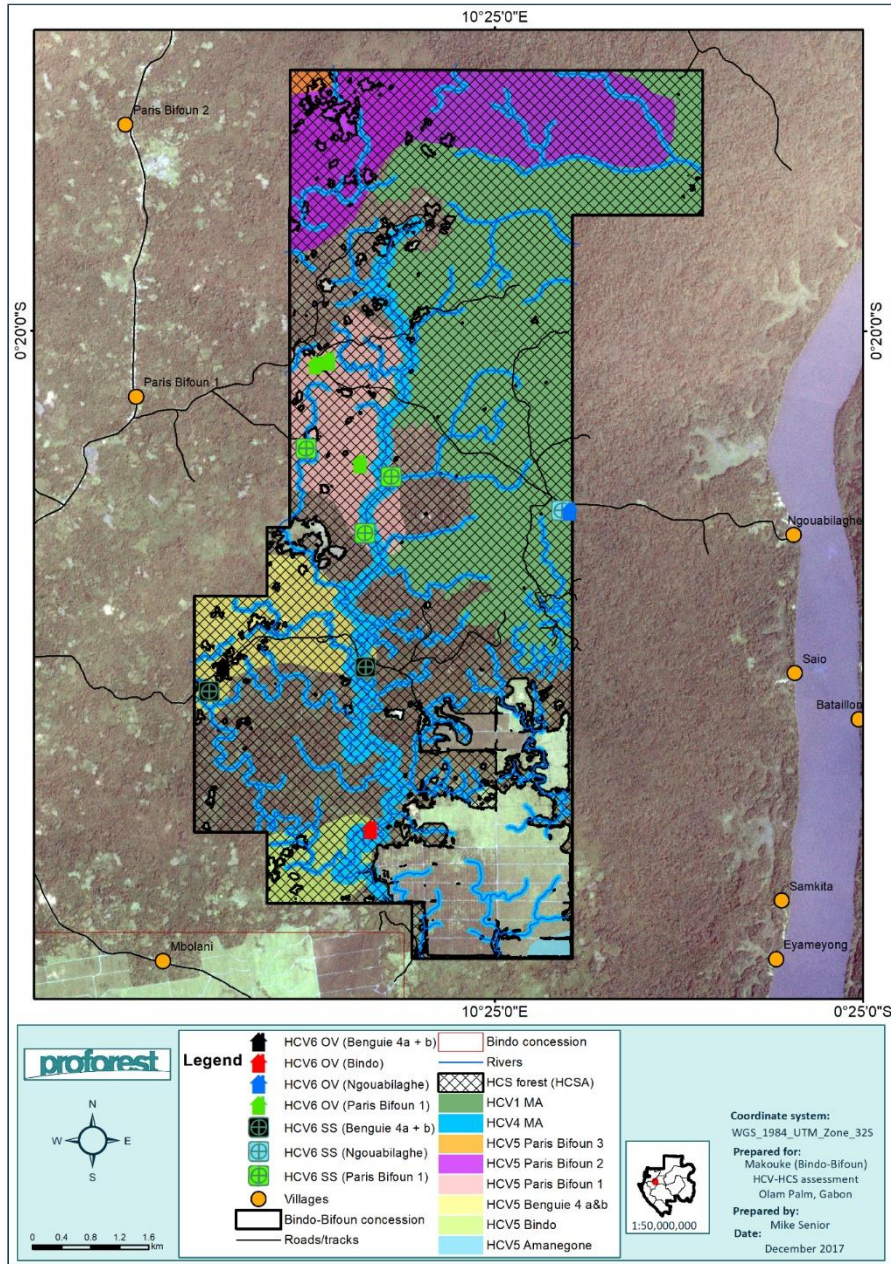 10°25'0"E
Paris Bifoun 2
0°20'0"S
0°20'0"S
Paris Bifoun 1
Ngouabilaghe
Saio
Bataillon
Samkita
Eyameyong
Mbolani
10°25'0"E
0°25'0"S
proforest
N
W
E
S
0 0.4 0.8 1.2 1.6
km
Legend
HCV6 OV (Benguie 4a + b)
HCV6 OV (Bindo)
HCV6 OV (Ngouabilaghe)
HCV6 OV (Paris Bifoun 1)
HCV6 SS (Benguie 4a + b)
HCV6 SS (Ngouabilaghe)
HCV6 SS (Paris Bifoun 1)
Villages
Bindo-Bifoun concession
Roads/tracks
Bindo concession
Rivers
HCS forest (HCSA)
HCV1 MA
HCV4 MA
HCV5 Paris Bifoun 3
HCV5 Paris Bifoun 2
HCV5 Paris Bifoun 1
HCV5 Benguie 4 a&b
HCV5 Bindo
HCV5 Amanegone
1:50,000,000
Coordinate system:
WGS_1984_UTM_Zone_32S
Prepared for:
Makouke (Bindo-Bifoun)
HCV-HCS assessment
Olam Palm, Gabon
Prepared by:
Mike Senior
Date:
December 2017